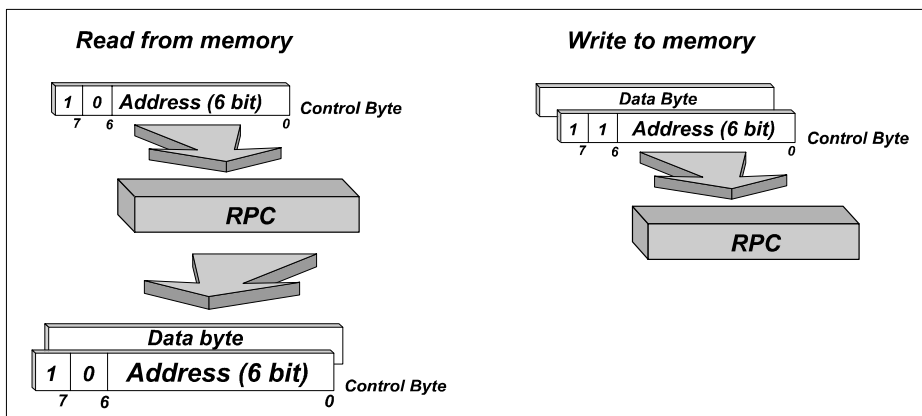 Read from memory
1 0 Address (6 bit) Control Byte
7 6 0
RPC
Data byte
1 0 Address (6 bit) Control Byte
7 6 0
Write to memory
Data Byte
1 1 Address (6 bit) Control Byte
7 6 0
RPC